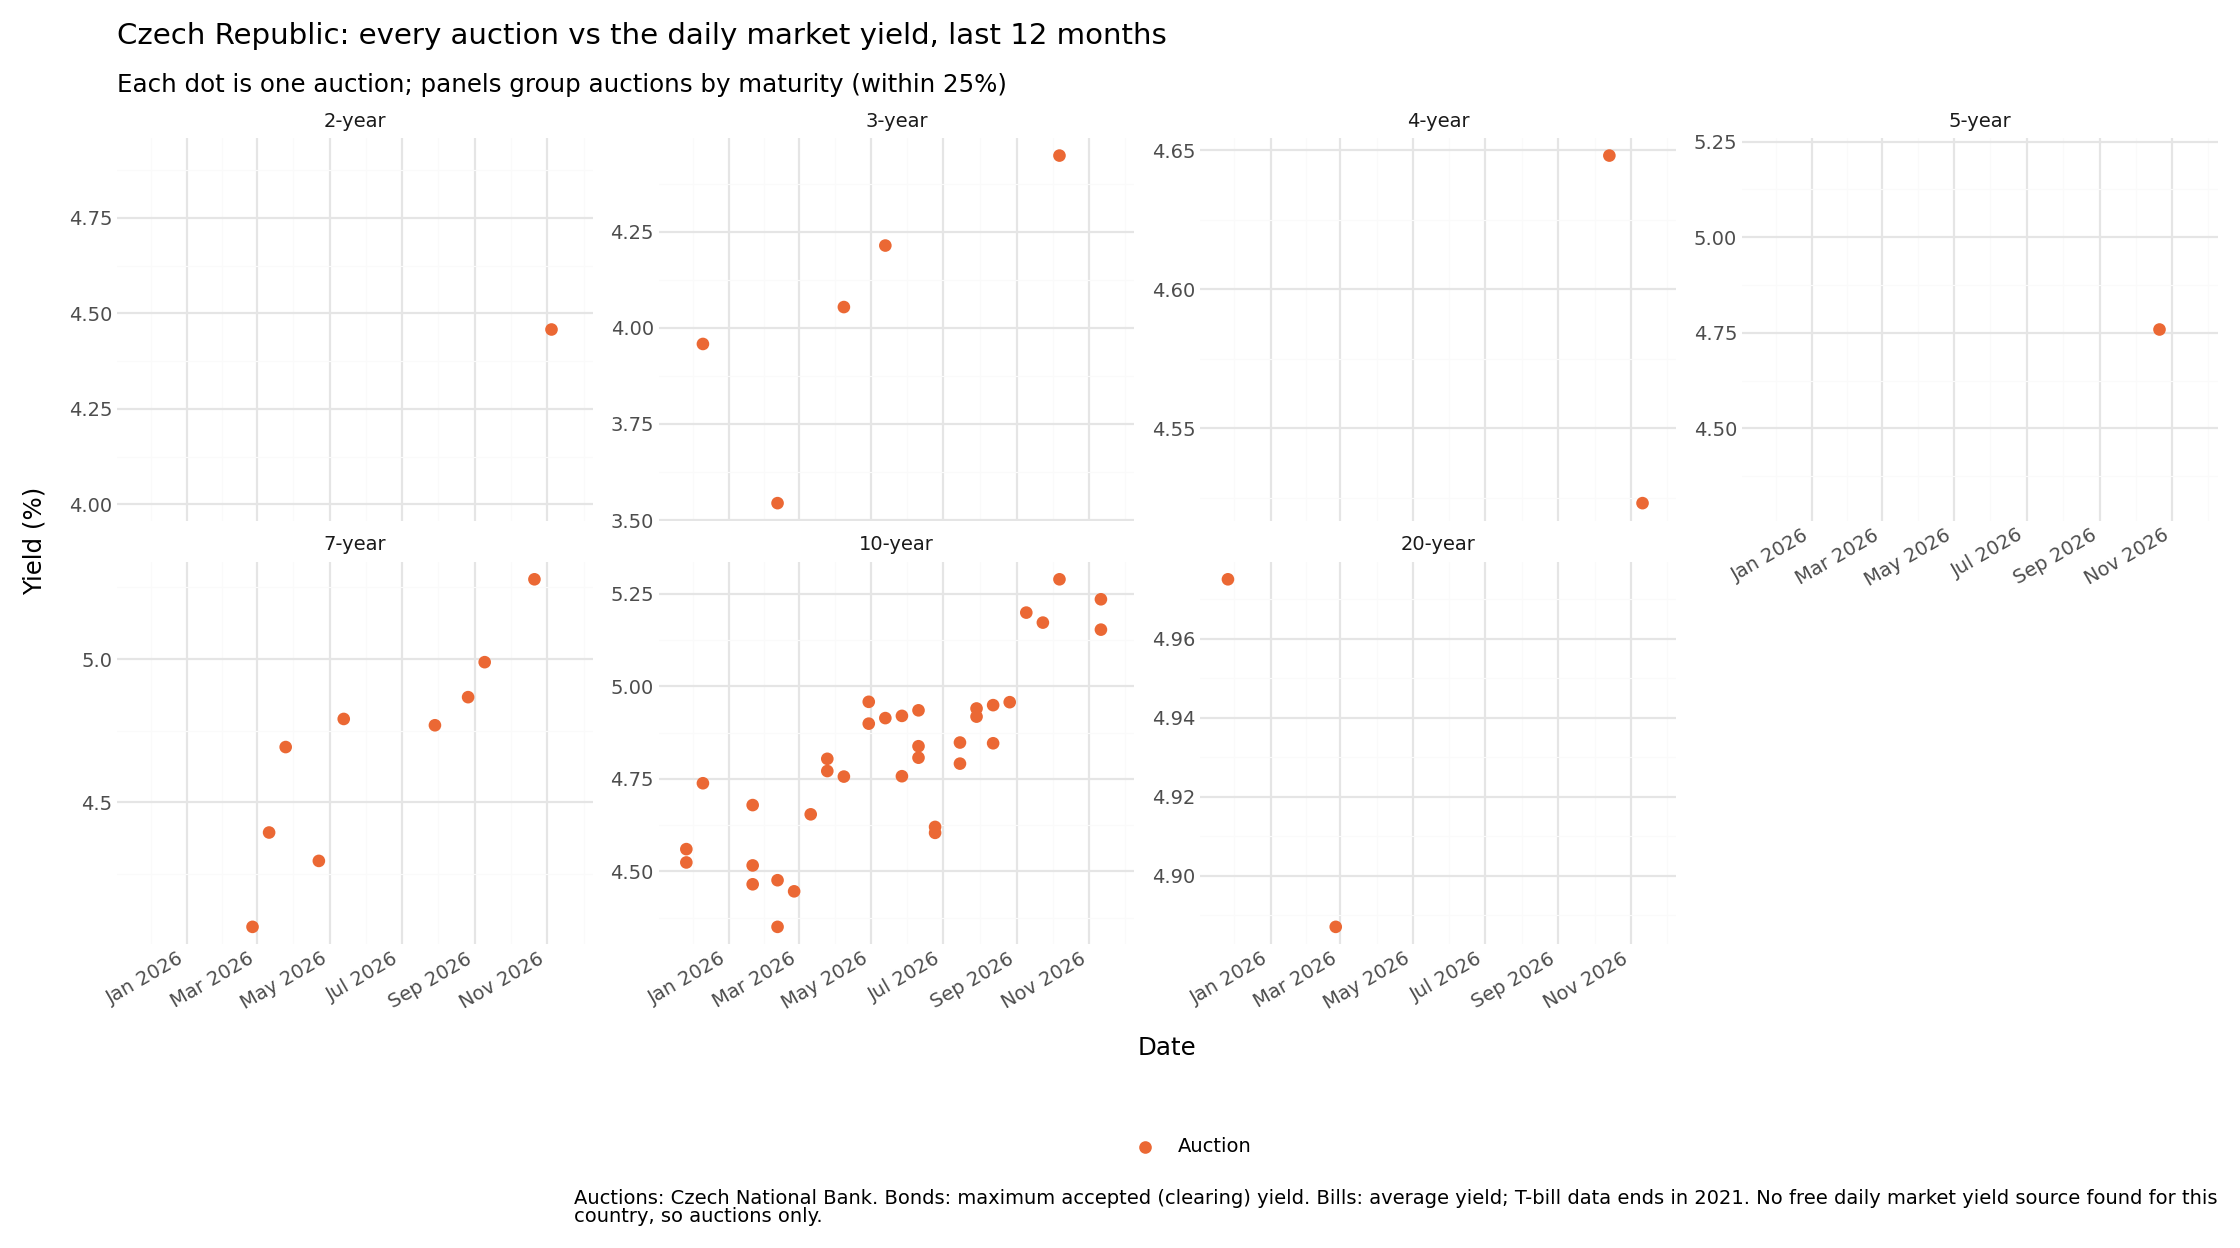 Czech Republic: every auction vs the daily market yield, last 12 months
Each dot is one auction; panels group auctions by maturity (within 25%)
2-year
3-year
4-year
5-year
4.75
4.50
4.25
4.00
4.25
4.00
3.75
3.50
4.65
4.60
4.55
5.25
5.00
4.75
4.50
Jan 2026
Mar 2026
May 2026
Jul 2026
Sep 2026
Nov 2026
Yield (%)
7-year
10-year
20-year
5.0
4.5
5.25
5.00
4.75
4.50
4.96
4.94
4.92
4.90
Jan 2026
Mar 2026
May 2026
Jul 2026
Sep 2026
Nov 2026
Jan 2026
Mar 2026
May 2026
Jul 2026
Sep 2026
Nov 2026
Jan 2026
Mar 2026
May 2026
Jul 2026
Sep 2026
Nov 2026
Date
Auction
Auctions: Czech National Bank. Bonds: maximum accepted (clearing) yield. Bills: average yield; T-bill data ends in 2021. No free daily market yield source found for this
country, so auctions only.